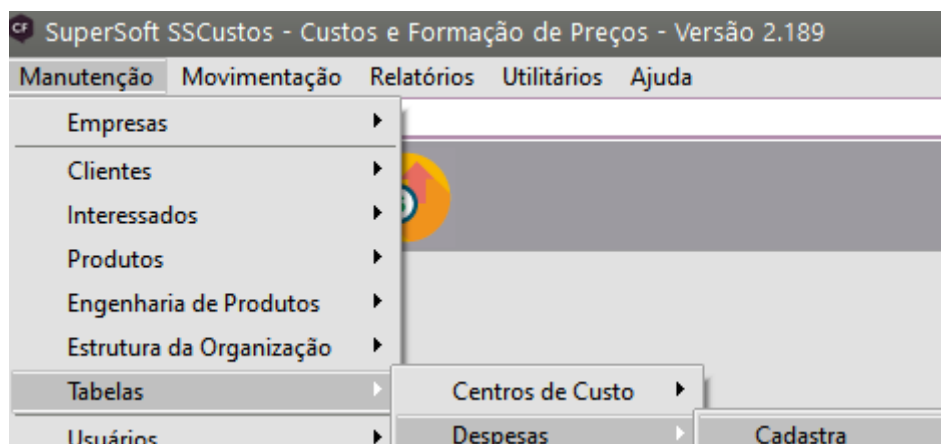 SuperSoft SSCustos - Custos e Formação de Preços - Versão 2.189
Manutenção Movimentação Relatórios Utilitários Ajuda
Empresas
Clientes
Interessados
Produtos
Engenharia de Produtos
Estrutura da Organização
Tabelas Centros de Custo
Usuários Despesas Cadastra